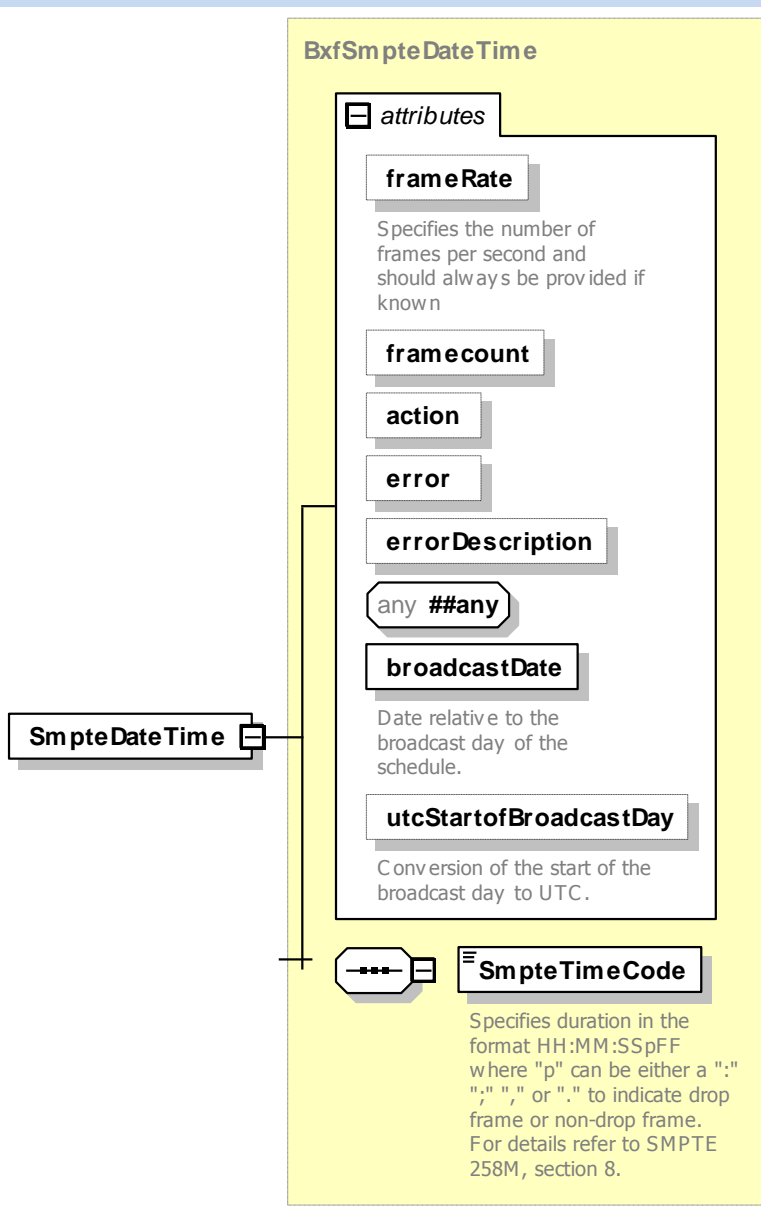 BxfSmpteDateTime
attributes
frameRate
Specifies the number of
frames per second and
should always be provided if
known
framecount
action
error
errorDescription
any ##any
broadcastDate
Date relative to the
broadcast day of the
schedule.
SmpteDateTime
utcStartofBroadcastDay
Conversion of the start of the
broadcast day to UTC.
SmpteTimeCode
Specifies duration in the
format HH:MM:SSpFF
where "p" can be either a ":"
";" "," or "." to indicate drop
frame or non-drop frame.
For details refer to SMPTE
258M, section 8.